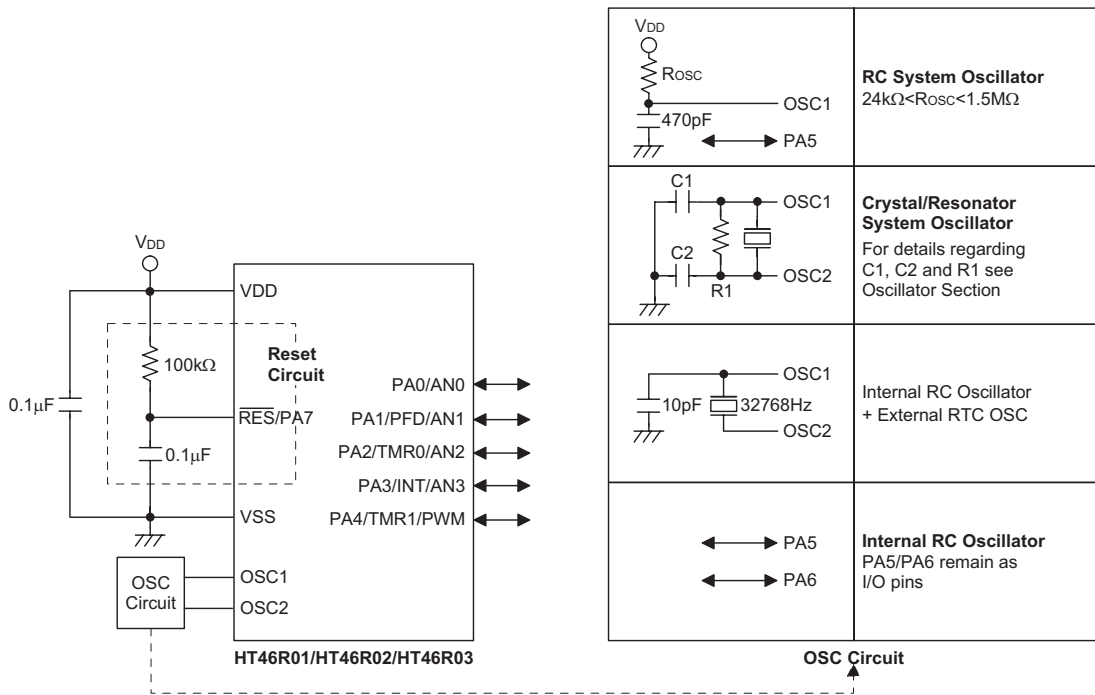 VDD
0.1μF
100kΩ
0.1μF
Reset
Circuit
VDD
RES/PA7
VSS
OSC1
OSC2
PA0/AN0
PA1/PFD/AN1
PA2/TMR0/AN2
PA3/INT/AN3
PA4/TMR1/PWM
OSC
Circuit
HT46R01/HT46R02/HT46R03
VDD
ROSC
OSC1
470pF
PA5
RC System Oscillator
24kΩ<ROSC<1.5MΩ
C1
OSC1
C2
OSC2
R1
Crystal/Resonator
System Oscillator
For details regarding
C1, C2 and R1 see
Oscillator Section
OSC1
10pF
32768Hz
OSC2
Internal RC Oscillator
+ External RTC OSC
PA5
PA6
Internal RC Oscillator
PA5/PA6 remain as
I/O pins
OSC Circuit